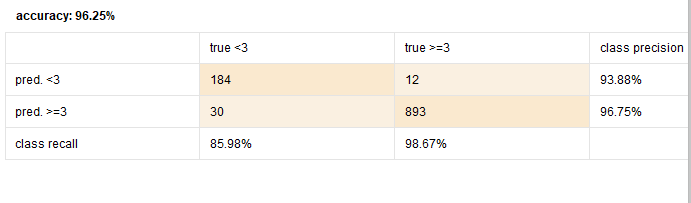 accuracy: 96.25%
true <3 true >=3 class precision
pred. <3 184 12 93.88%
pred. >=3 30 893 96.75%
class recall 85.98% 98.67%